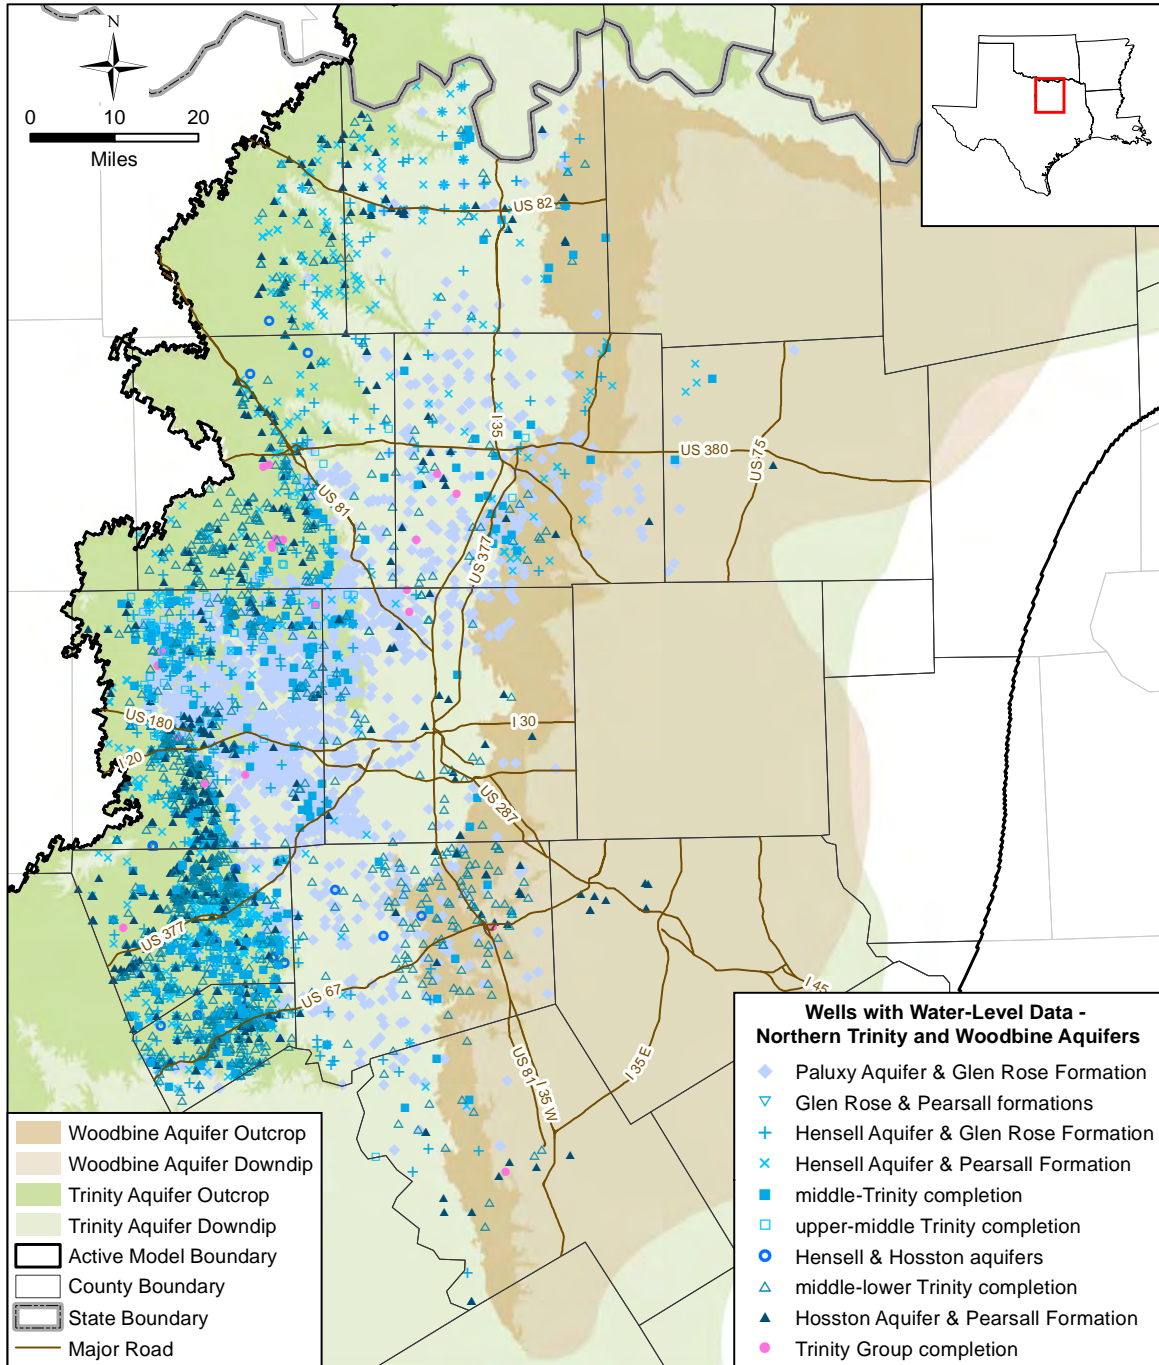 N
0 10 20
Miles
US 82
I 35
US 380
US 75
US 81
US 377
US 180
I 30
I 20
US 287
US 377
US 67
I 45
US 81
I 35 W
I 35 E
Wells with Water-Level Data -
Northern Trinity and Woodbine Aquifers
Paluxy Aquifer & Glen Rose Formation
Glen Rose & Pearsall formations
Hensell Aquifer & Glen Rose Formation
Hensell Aquifer & Pearsall Formation
middle-Trinity completion
upper-middle Trinity completion
Hensell & Hosston aquifers
middle-lower Trinity completion
Hosston Aquifer & Pearsall Formation
Trinity Group completion
Woodbine Aquifer Outcrop
Woodbine Aquifer Downdip
Trinity Aquifer Outcrop
Trinity Aquifer Downdip
Active Model Boundary
County Boundary
State Boundary
Major Road